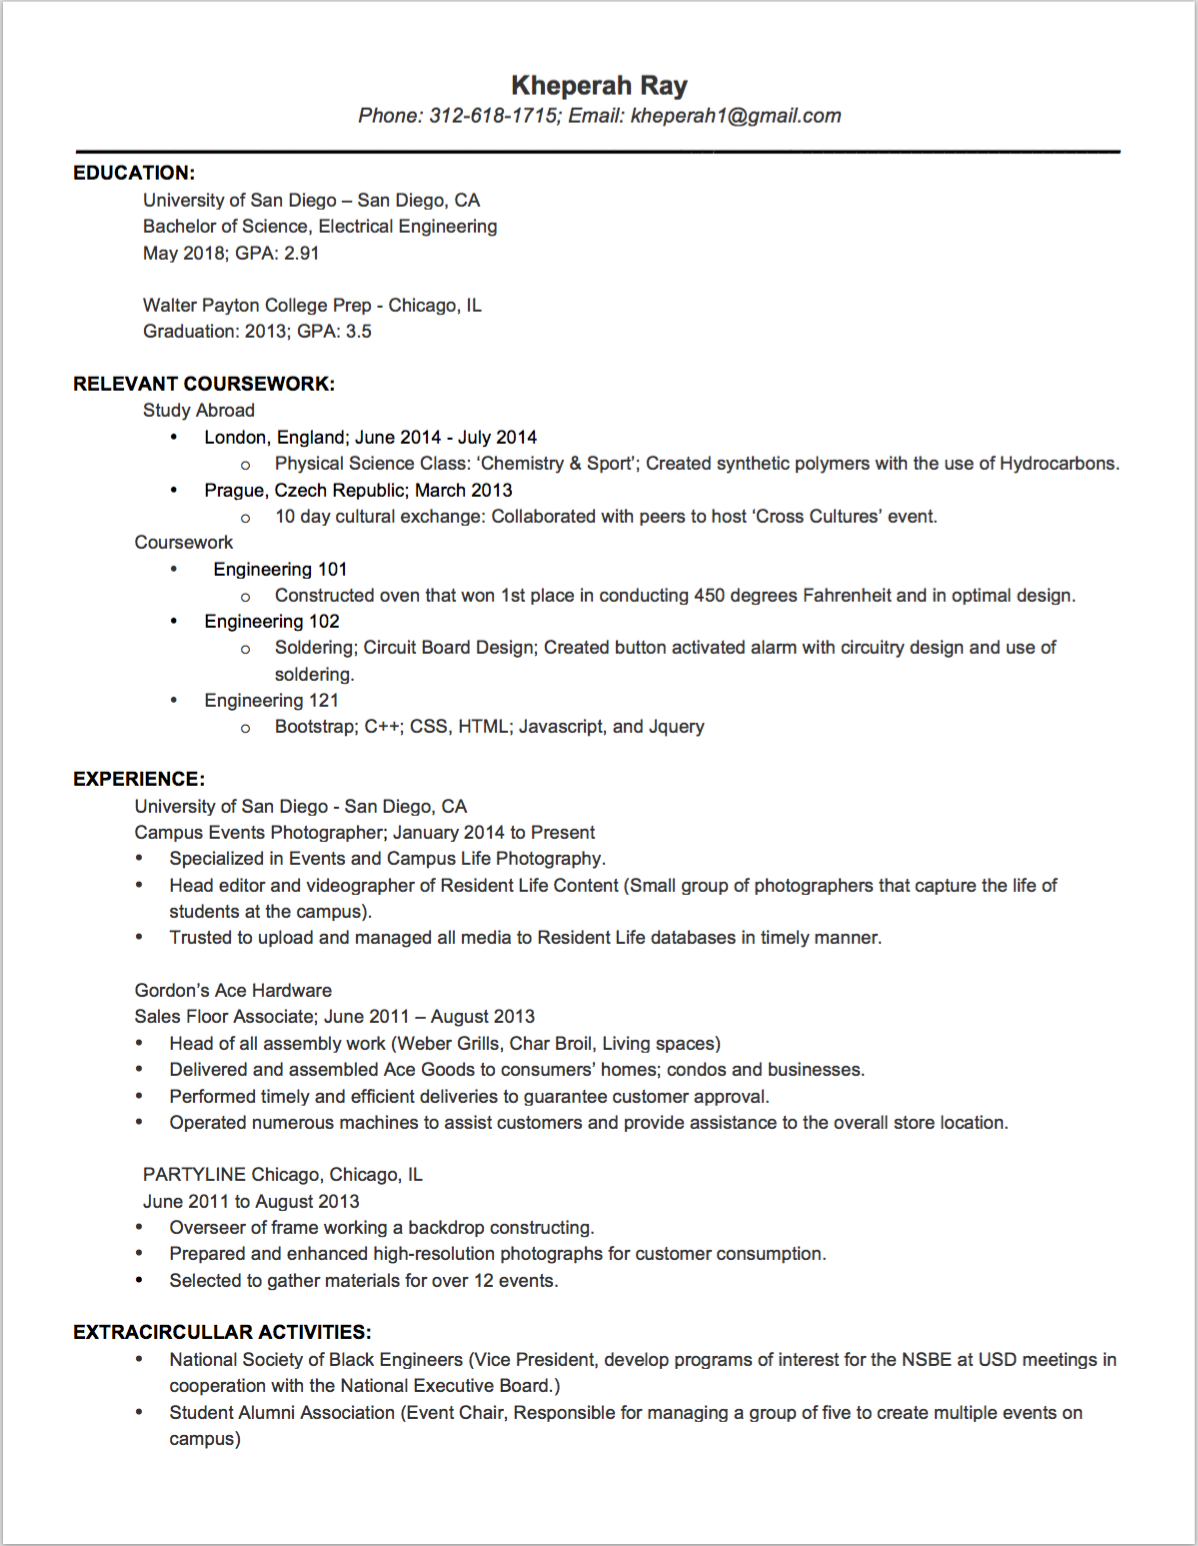 Kheperah Ray
Phone: 312-618-1715; Email: kheperah1@gmail.com
EDUCATION:
University of San Diego – San Diego, CA
Bachelor of Science, Electrical Engineering
May 2018; GPA: 2.91
Walter Payton College Prep - Chicago, IL
Graduation: 2013; GPA: 3.5
RELEVANT COURSEWORK:
Study Abroad
• London, England; June 2014 - July 2014
o Physical Science Class: ‘Chemistry & Sport’; Created synthetic polymers with the use of Hydrocarbons.
• Prague, Czech Republic; March 2013
o 10 day cultural exchange: Collaborated with peers to host ‘Cross Cultures’ event.
Coursework
• Engineering 101
o Constructed oven that won 1st place in conducting 450 degrees Fahrenheit and in optimal design.
• Engineering 102
o Soldering; Circuit Board Design; Created button activated alarm with circuitry design and use of
soldering.
• Engineering 121
o Bootstrap; C++; CSS, HTML; Javascript, and Jquery
EXPERIENCE:
University of San Diego - San Diego, CA
Campus Events Photographer; January 2014 to Present
• Specialized in Events and Campus Life Photography.
• Head editor and videographer of Resident Life Content (Small group of photographers that capture the life of
students at the campus).
• Trusted to upload and managed all media to Resident Life databases in timely manner.
Gordon’s Ace Hardware
Sales Floor Associate; June 2011 – August 2013
• Head of all assembly work (Weber Grills, Char Broil, Living spaces)
• Delivered and assembled Ace Goods to consumers’ homes; condos and businesses.
• Performed timely and efficient deliveries to guarantee customer approval.
• Operated numerous machines to assist customers and provide assistance to the overall store location.
PARTYLINE Chicago, Chicago, IL
June 2011 to August 2013
• Overseer of frame working a backdrop constructing.
• Prepared and enhanced high-resolution photographs for customer consumption.
• Selected to gather materials for over 12 events.
EXTRACIRCULLAR ACTIVITIES:
• National Society of Black Engineers (Vice President, develop programs of interest for the NSBE at USD meetings in
cooperation with the National Executive Board.)
• Student Alumni Association (Event Chair, Responsible for managing a group of five to create multiple events on
campus)